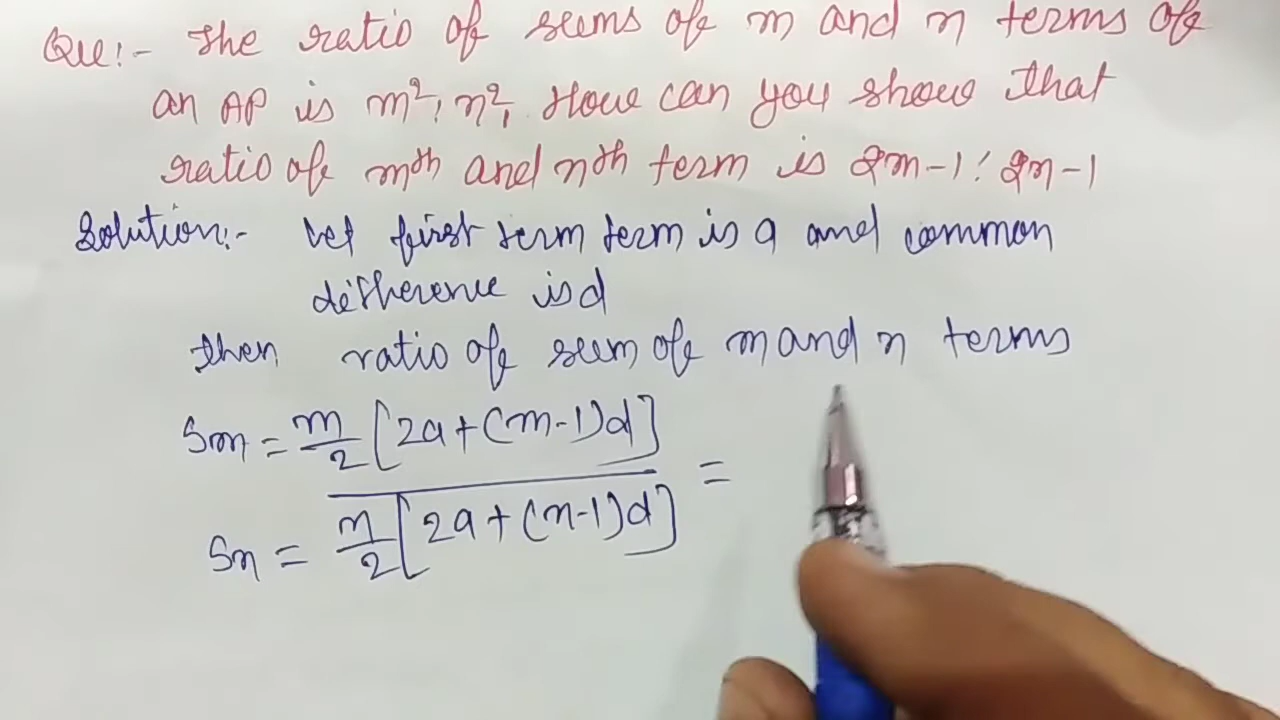 Que:- The ratio of sums of m and n terms of
an AP is m²:n², How can you show that
ratio of mth and nth term is 2m-1:2n-1
Solution:- let first term term is a and common
difference is d
then ratio of sum of m and n terms
Sm = m/2 [2a+(m-1)d]
=
Sn = n/2 [2a+(n-1)d]